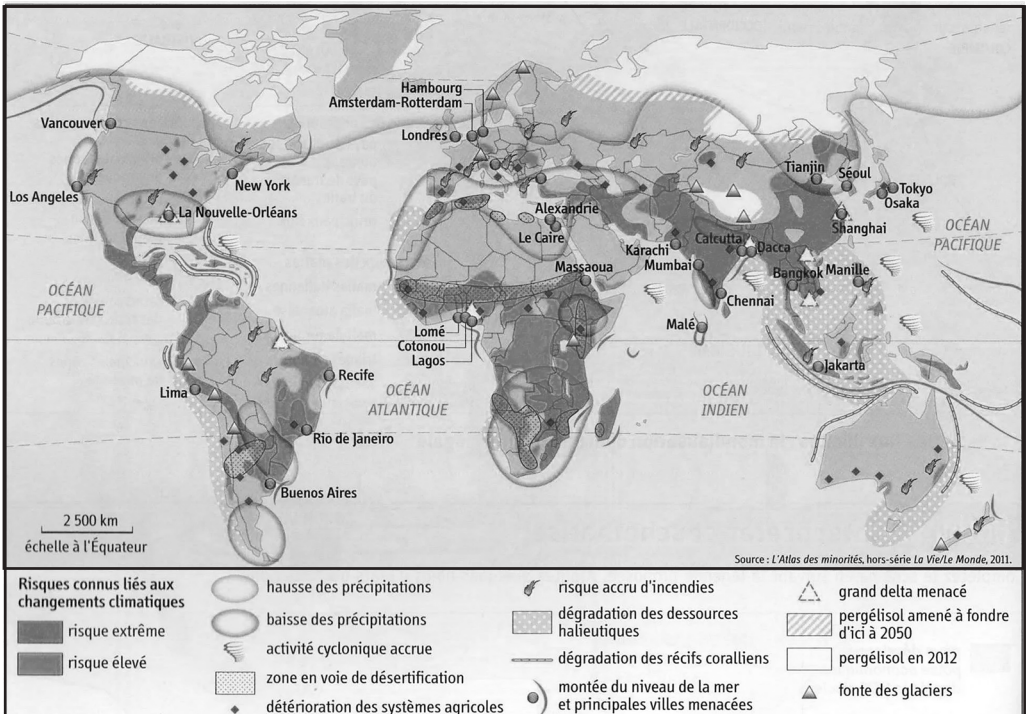 Hambourg
Amsterdam-Rotterdam
Vancouver
Londres
Tianjin
Séoul
Los Angeles
New York
Tokyo
Osaka
La Nouvelle-Orléans
Alexandrie
Le Caire
Shanghai
OCÉAN
PACIFIQUE
Karachi
Calcutta
Dacca
Mumbai
Massaoua
Bangkok
Manille
OCÉAN
PACIFIQUE
Chennai
Lomé
Cotonou
Lagos
Malé
Jakarta
Recife
Lima
OCÉAN
ATLANTIQUE
OCÉAN
INDIEN
Rio de Janeiro
Buenos Aires
2 500 km
échelle à l'Équateur
Source : L'Atlas des minorités, hors-série La Vie/Le Monde, 2011.
Risques connus liés aux
changements climatiques
risque extrême
risque élevé
hausse des précipitations
baisse des précipitations
activité cyclonique accrue
zone en voie de désertification
détérioration des systèmes agricoles
risque accru d'incendies
dégradation des dessources
halieutiques
dégradation des récifs coralliens
montée du niveau de la mer
et principales villes menacées
grand delta menacé
pergélisol amené à fondre
d'ici à 2050
pergélisol en 2012
fonte des glaciers